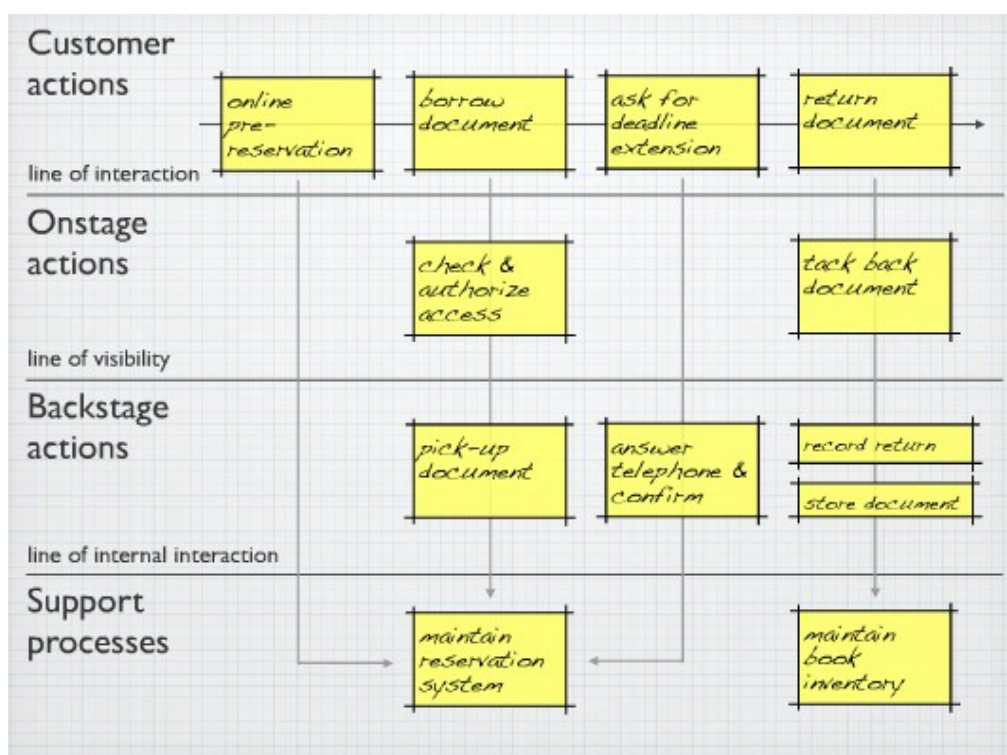 Customer
actions
online
pre-
reservation
borrow
document
ask for
deadline
extension
return
document
line of interaction
Onstage
actions
check &
authorize
access
tack back
document
line of visibility
Backstage
actions
pick-up
document
answer
telephone &
confirm
record return
store document
line of internal interaction
Support
processes
maintain
reservation
system
maintain
book
inventory